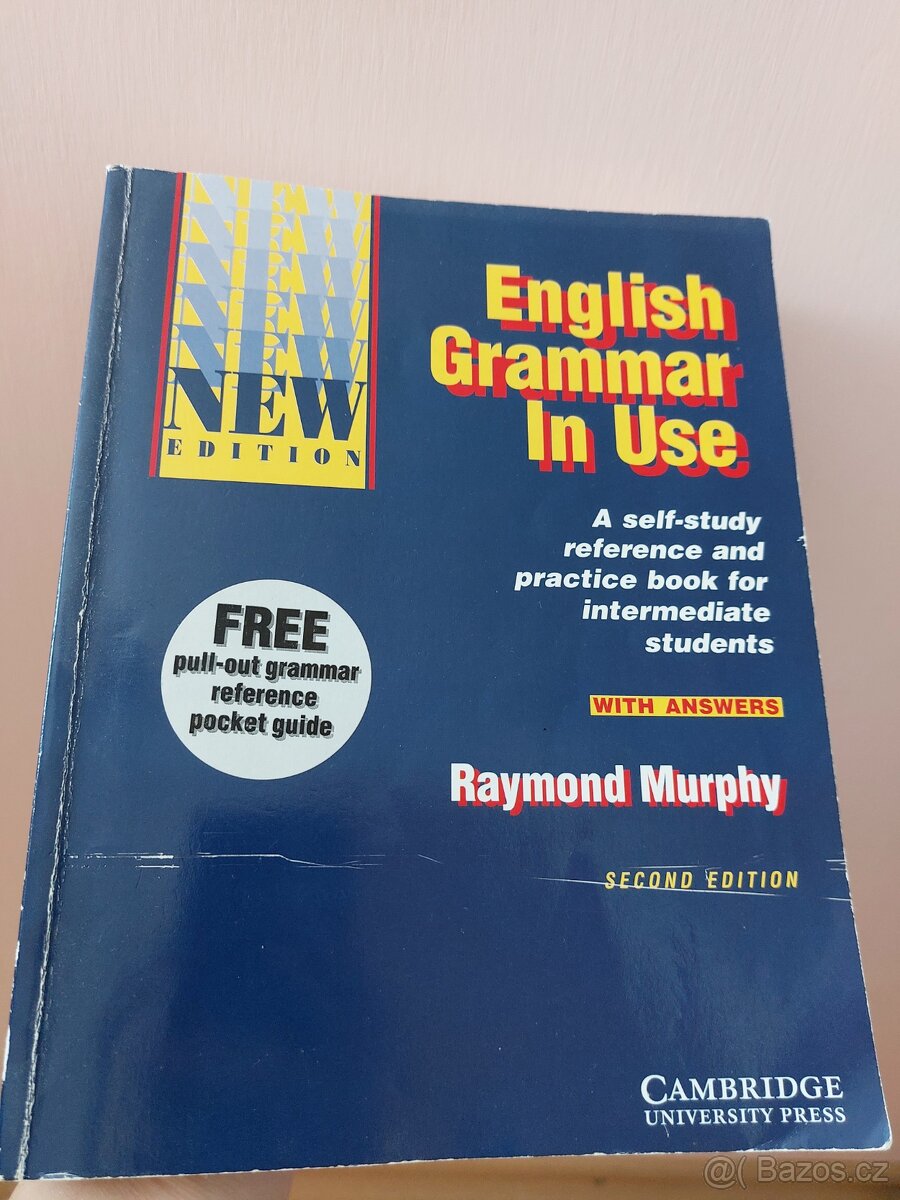 NEW
NEW
NEW
NEW
NEW
NEW
EDITION
English
Grammar
In Use
A self-study
reference and
practice book for
intermediate
students
WITH ANSWERS
Raymond Murphy
SECOND EDITION
FREE
pull-out grammar
reference
pocket guide
CAMBRIDGE
UNIVERSITY PRESS
@( Bazos.cz